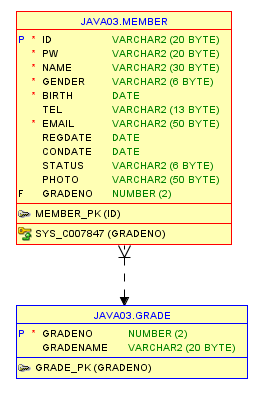 JAVA03.MEMBER
P * ID VARCHAR2 (20 BYTE)
* PW VARCHAR2 (20 BYTE)
* NAME VARCHAR2 (30 BYTE)
* GENDER VARCHAR2 (6 BYTE)
* BIRTH DATE
TEL VARCHAR2 (13 BYTE)
* EMAIL VARCHAR2 (50 BYTE)
REGDATE DATE
CONDATE DATE
STATUS VARCHAR2 (6 BYTE)
PHOTO VARCHAR2 (50 BYTE)
F GRADENO NUMBER (2)
MEMBER_PK (ID)
SYS_C007847 (GRADENO)
JAVA03.GRADE
P * GRADENO NUMBER (2)
GRADENAME VARCHAR2 (20 BYTE)
GRADE_PK (GRADENO)